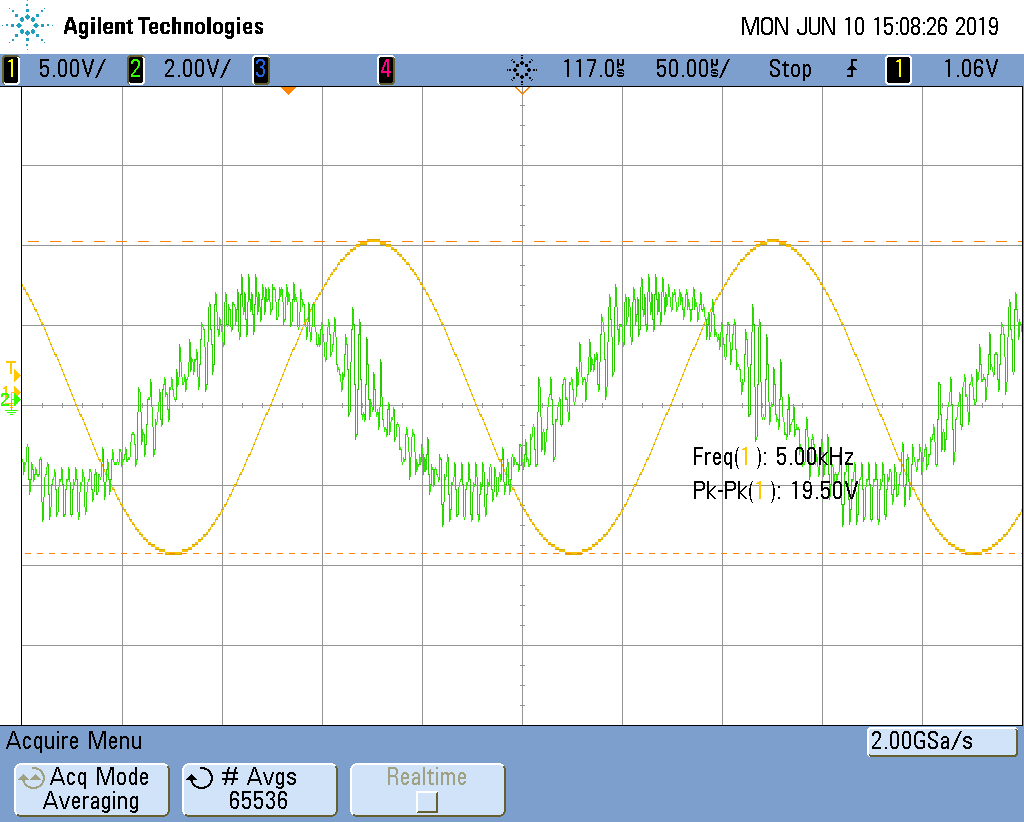 Agilent Technologies MON JUN 10 15:08:26 2019
1 5.00V/ 2 2.00V/ 3 4 117.0µs 50.00µs/ Stop 1 1.06V
T
1
2
Freq(1): 5.00kHz
Pk-Pk(1): 19.50V
Acquire Menu 2.00GSa/s
Acq Mode # Avgs Realtime
Averaging 65536